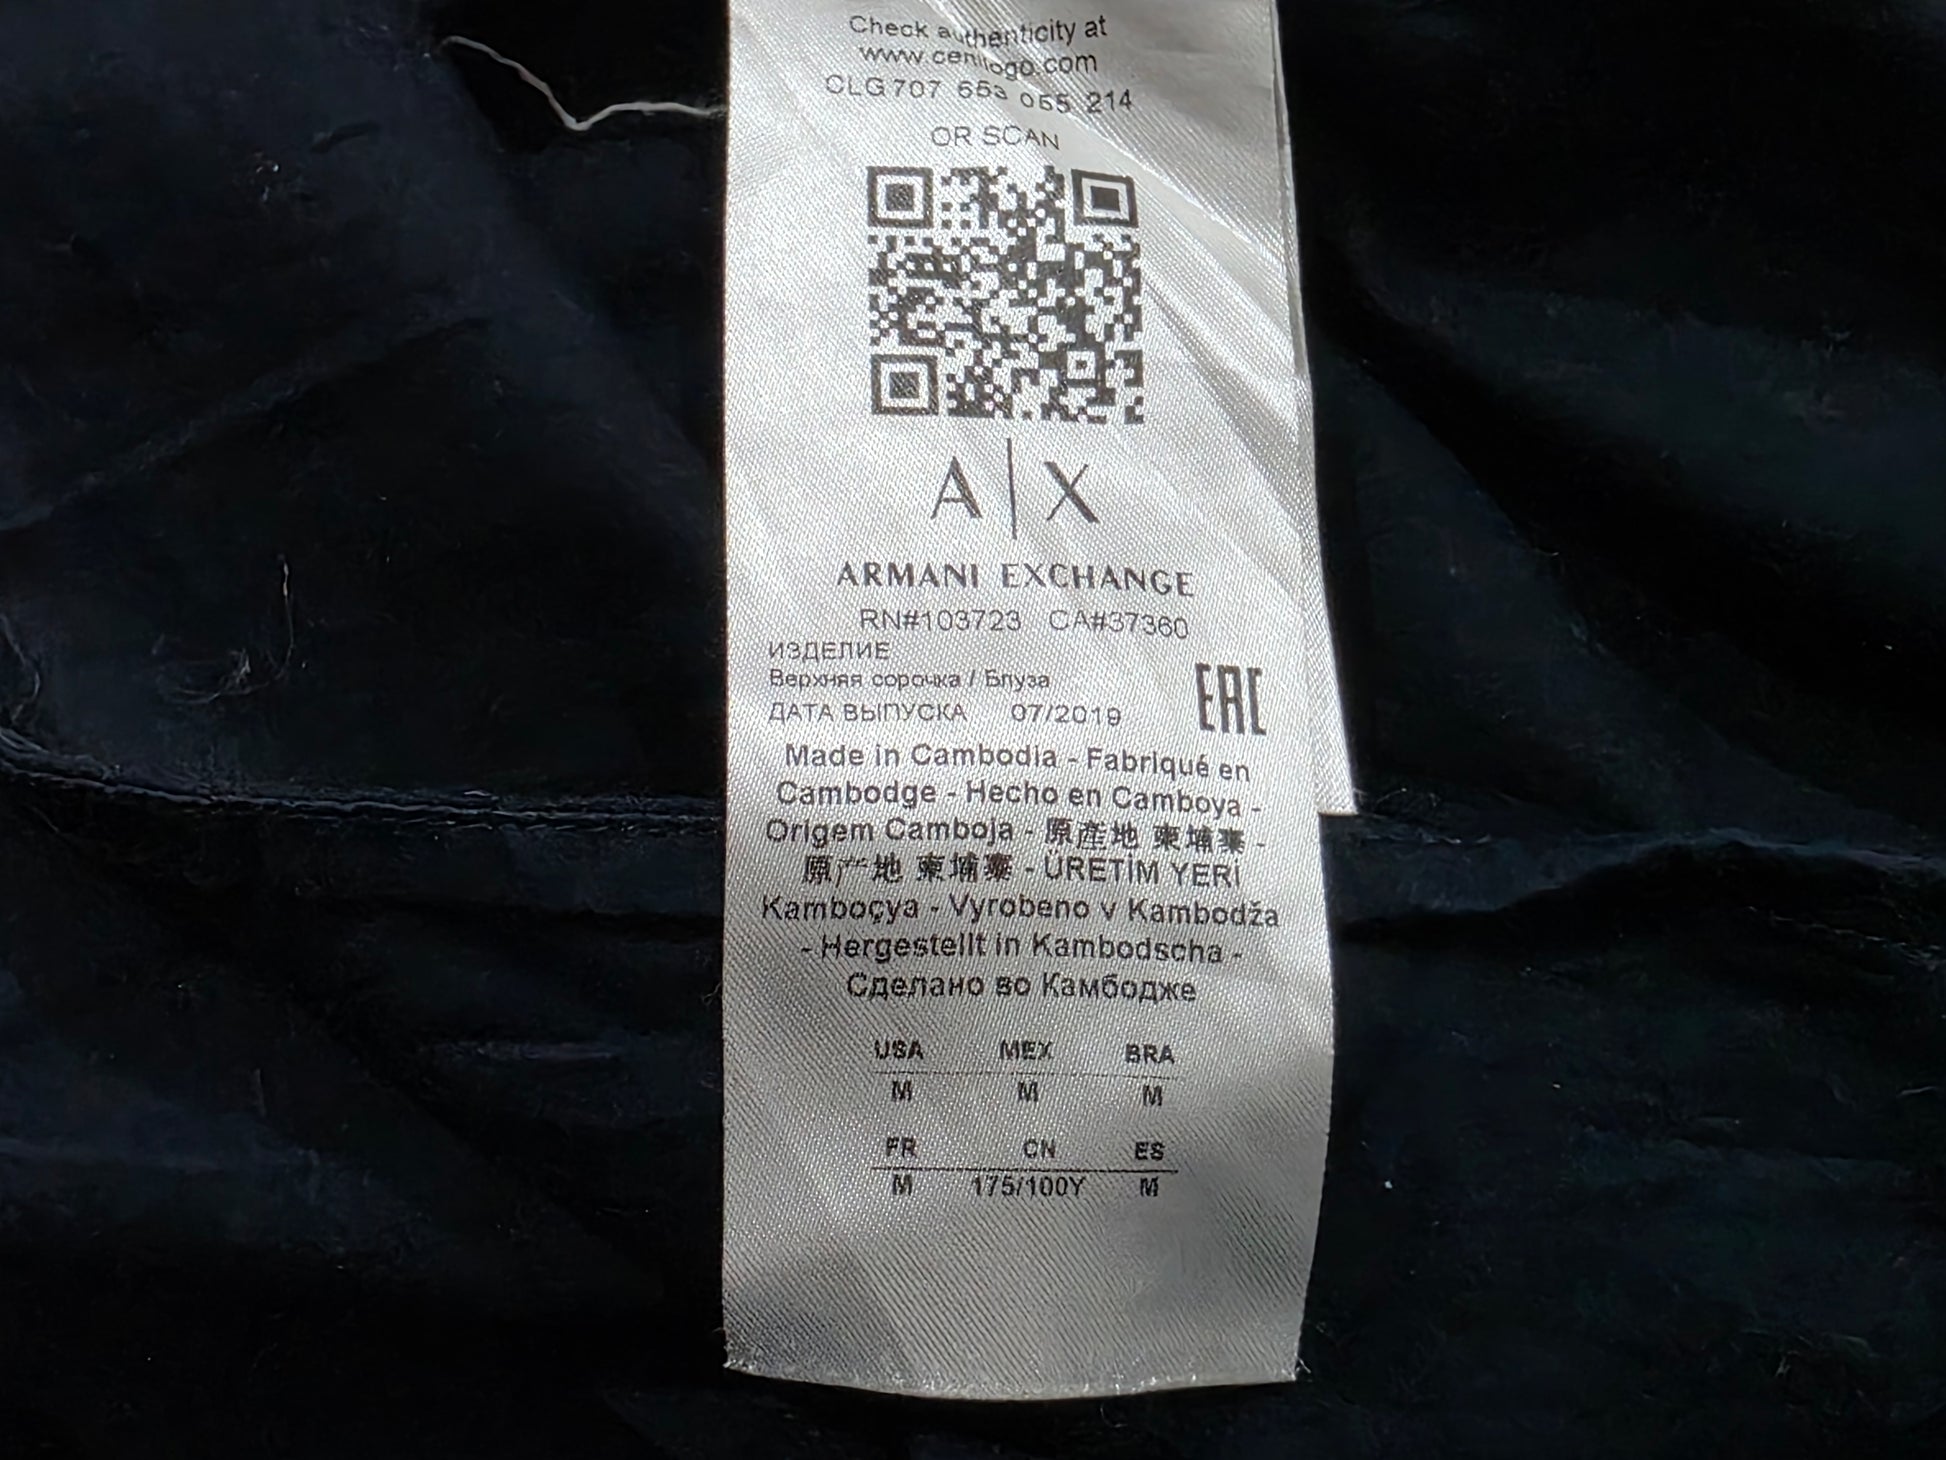 Check authenticity at
www.certilogo.com
CLG 707 653 055 214
OR SCAN
A|X
ARMANI EXCHANGE
RN#103723 CA#37360
ИЗДЕЛИЕ
Верхняя сорочка / Блуза
ДАТА ВЫПУСКА 07/2019
EAC
Made in Cambodia - Fabriqué en
Cambodge - Hecho en Camboya -
Origem Camboja - 原産地 柬埔寨 -
原产地 柬埔寨 - ÜRETİM YERİ
Kamboçya - Vyrobeno v Kambodža
- Hergestellt in Kambodscha -
Сделано во Камбодже
USA MEX BRA
M M M
FR CN ES
M 175/100Y M